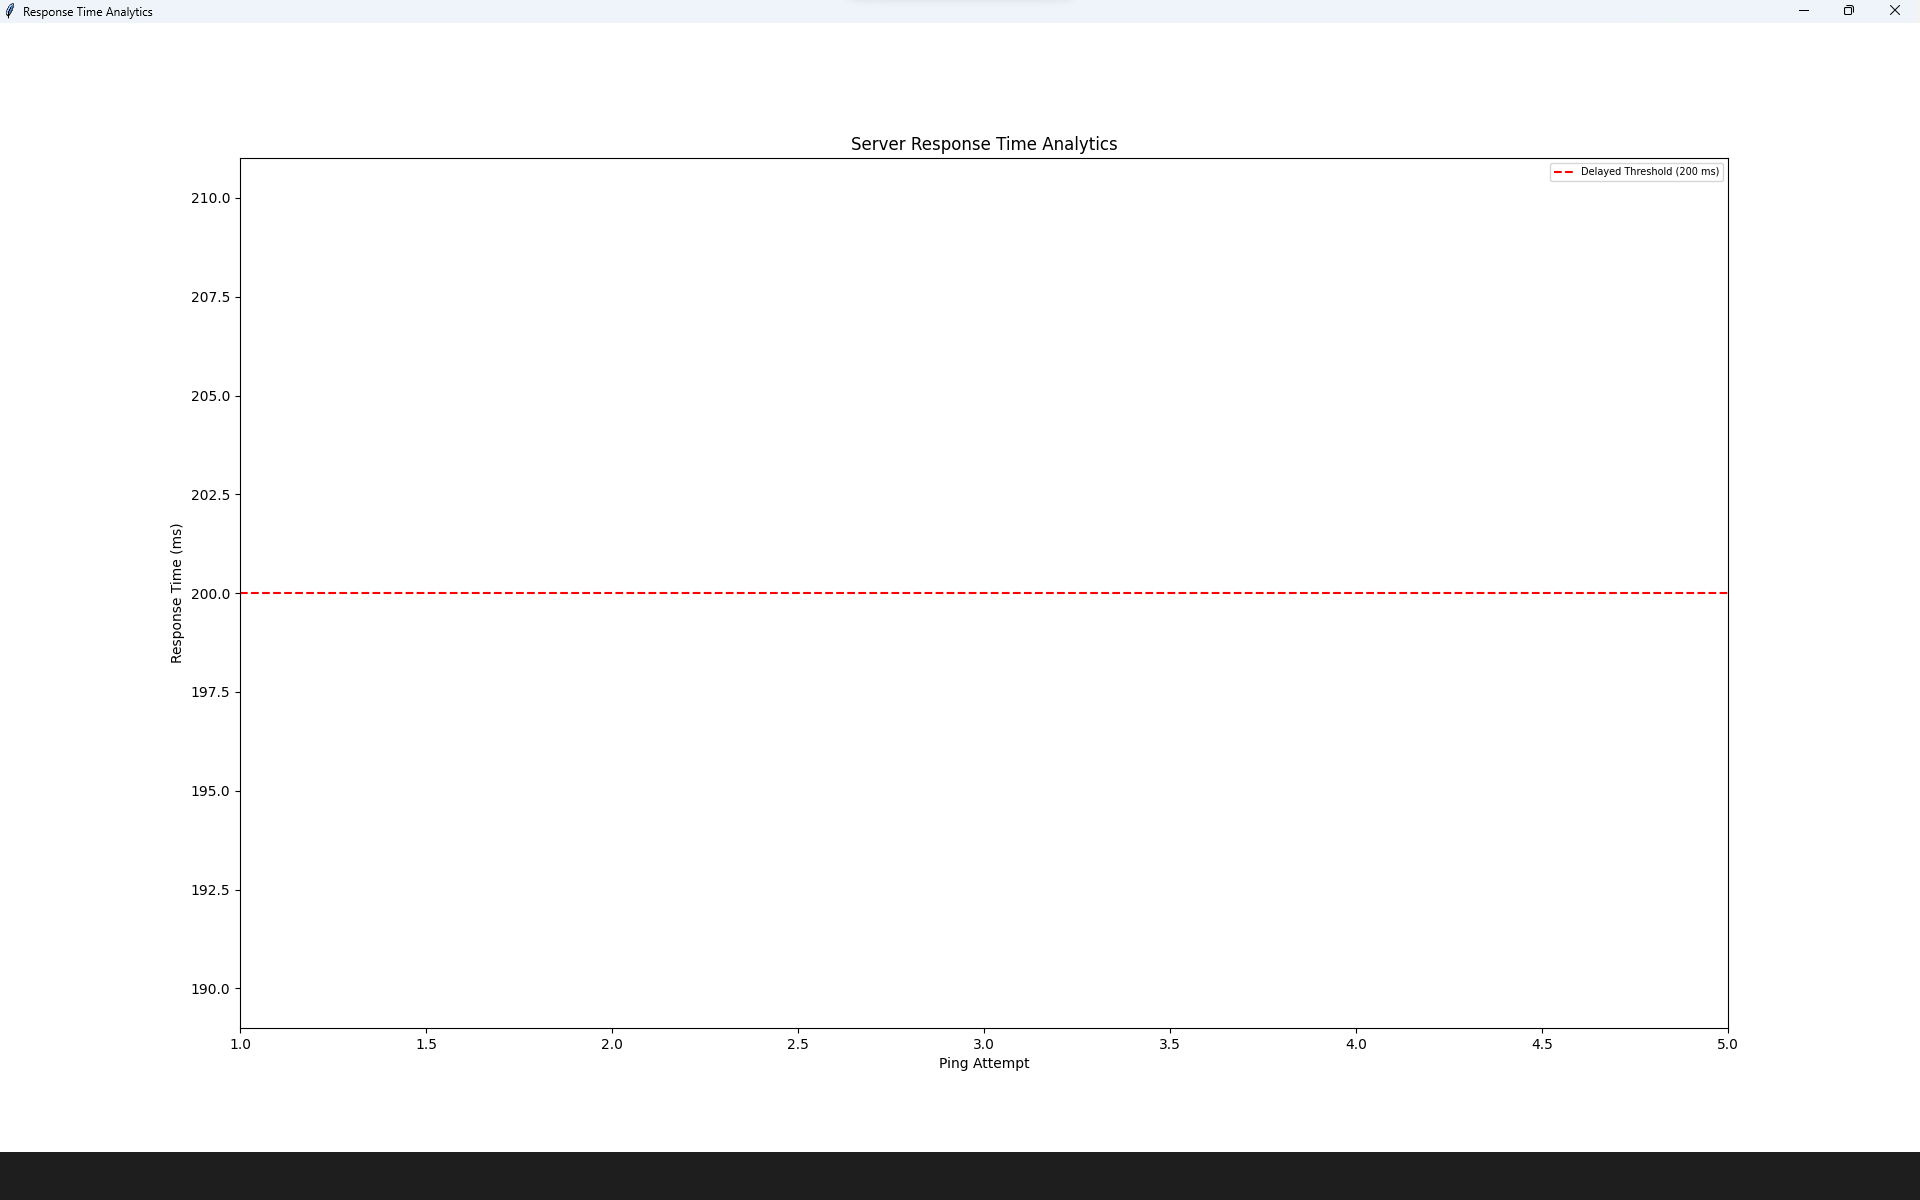 Response Time Analytics
Server Response Time Analytics
Delayed Threshold (200 ms)
210.0
207.5
205.0
202.5
200.0
197.5
195.0
192.5
190.0
Response Time (ms)
1.0 1.5 2.0 2.5 3.0 3.5 4.0 4.5 5.0
Ping Attempt